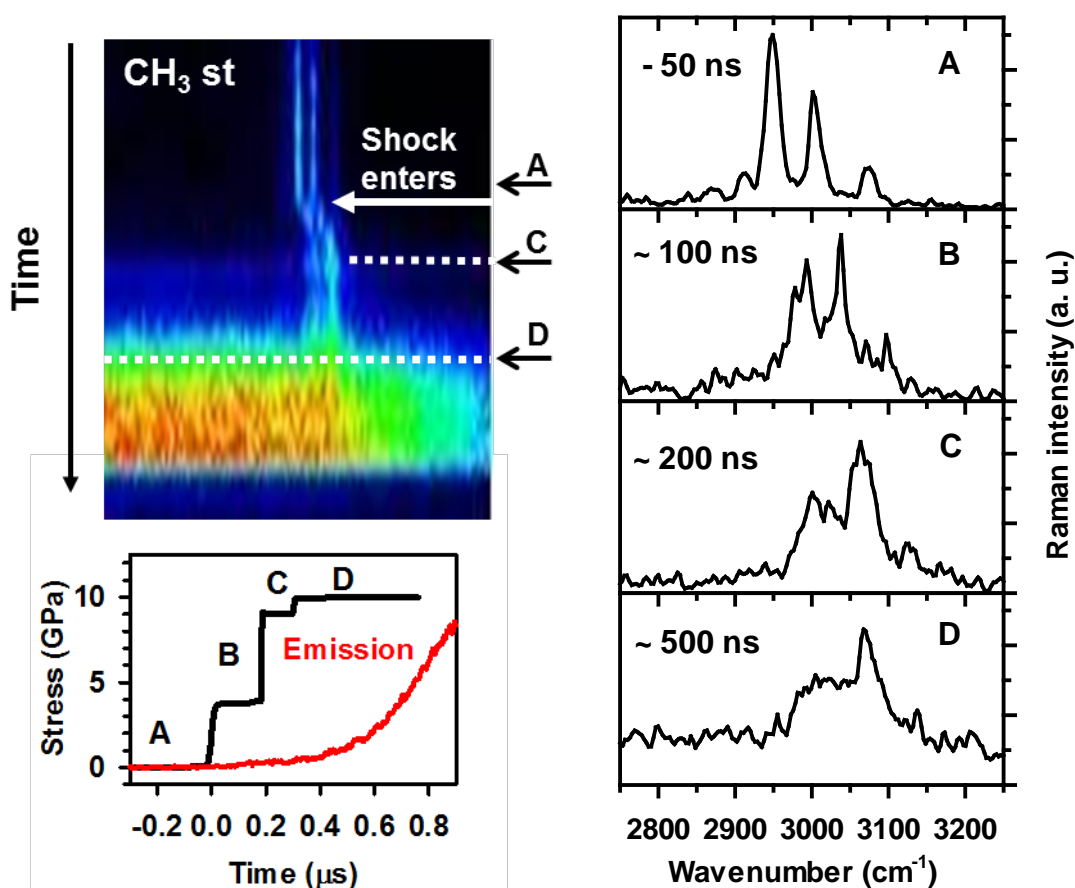 CH₃ st
Time
Shock
enters
A
C
D
Stress (GPa)
10
5
0
A
B
C
D
Emission
-0.2 0.0 0.2 0.4 0.6 0.8
Time (μs)
- 50 ns A
~ 100 ns B
~ 200 ns C
~ 500 ns D
Raman intensity (a. u.)
2800 2900 3000 3100 3200
Wavenumber (cm⁻¹)